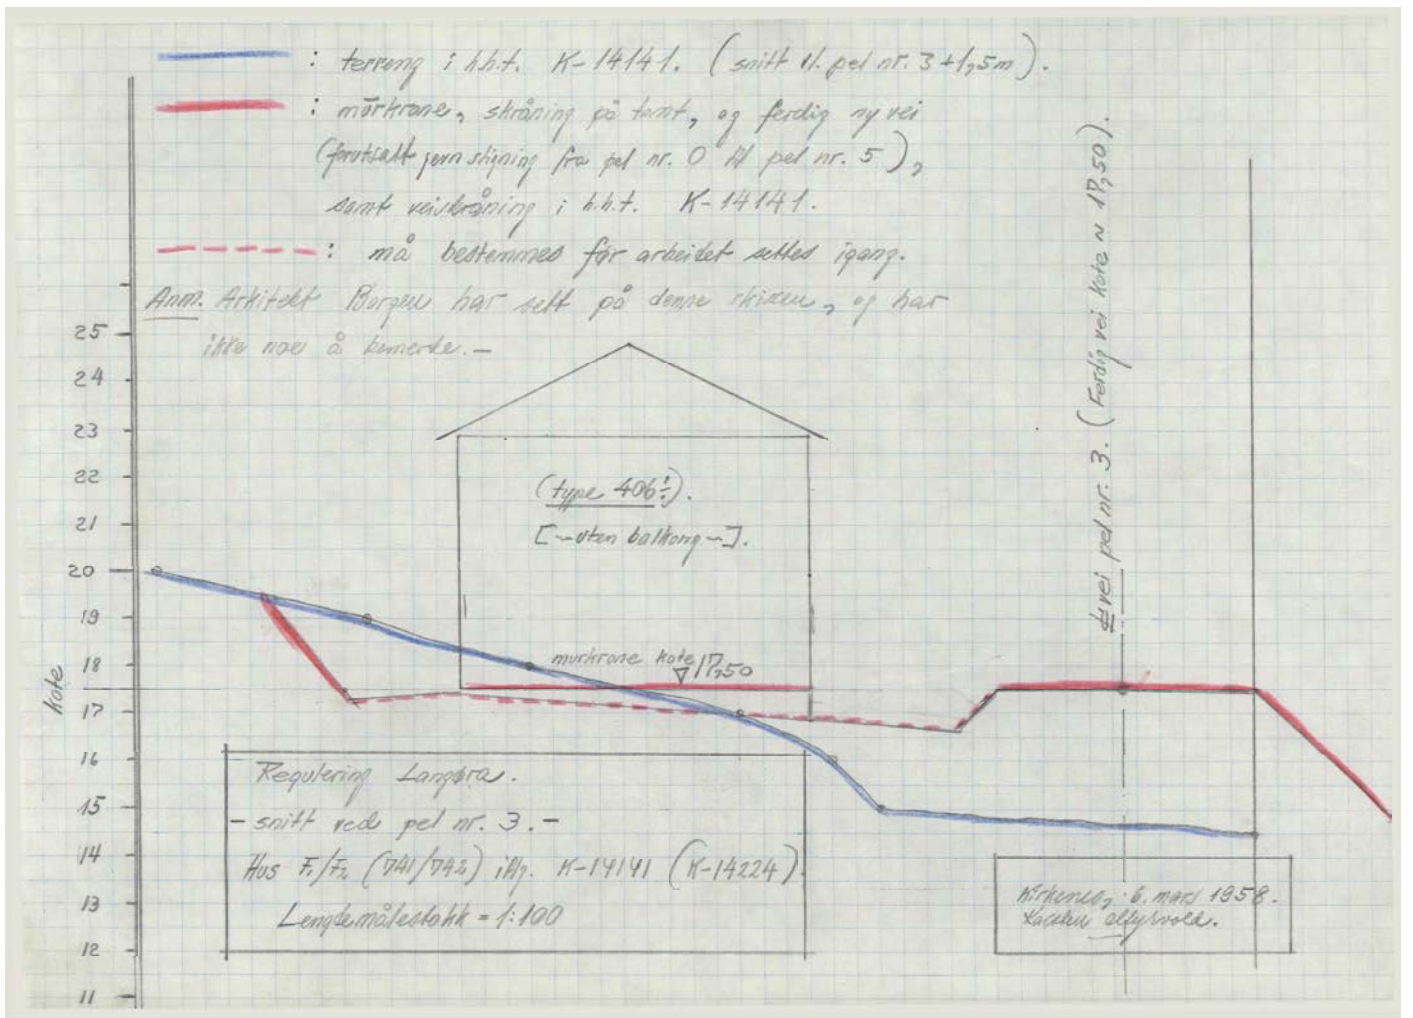 : terreng i h.h.t. K-14141. (snitt v. pel nr. 3+1,5m).
: murkrone, skråning på tomt, og ferdig ny vei
(forutsatt jevn stigning fra pel nr. 0 til pel nr. 5),
samt veiskråning i h.h.t. K-14141.
: må bestemmes før arbeidet settes igang.
Anm. Arkitekt Borgen har sett på denne skissen, og har
ikke noe å bemerke.-
25
24
23
22
21
20
19
18
17
16
15
14
13
12
11
kote
(type 406÷).
[~uten balkong~].
murkrone kote 17,50
vei pel nr. 3. (Ferdig vei kote ~ 17,50).
Regulering Langøra.
- snitt ved pel nr. 3.-
Hus F1/F2 (741/742) iflg. K-14141 (K-14224).
Lengdemålestokk = 1:100
Kirkenes, 6. mars 1958.